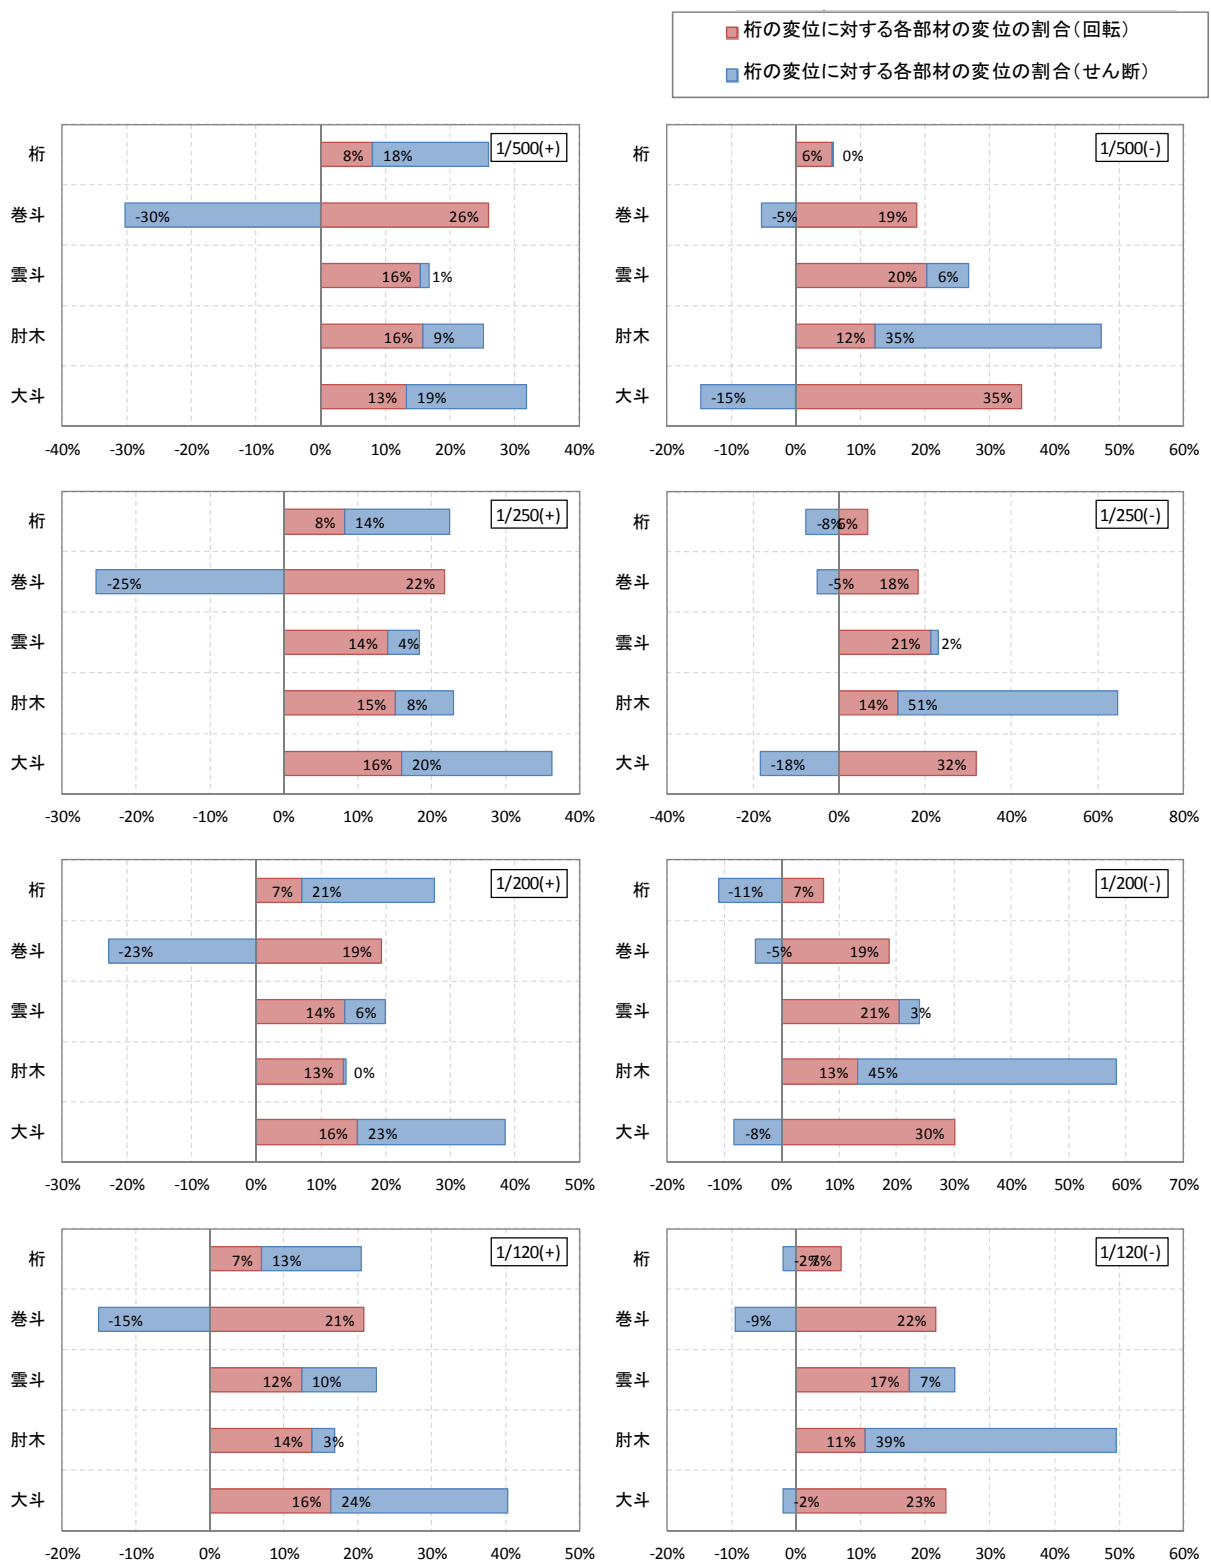 桁の変位に対する各部材の変位の割合(回転)
桁の変位に対する各部材の変位の割合(せん断)
1/500(+)
桁 8% 18%
巻斗 -30% 26%
雲斗 16% 1%
肘木 16% 9%
大斗 13% 19%
-40% -30% -20% -10% 0% 10% 20% 30% 40%
1/500(-)
桁 6% 0%
巻斗 -5% 19%
雲斗 20% 6%
肘木 12% 35%
大斗 -15% 35%
-20% -10% 0% 10% 20% 30% 40% 50% 60%
1/250(+)
桁 8% 14%
巻斗 -25% 22%
雲斗 14% 4%
肘木 15% 8%
大斗 16% 20%
-30% -20% -10% 0% 10% 20% 30% 40%
1/250(-)
桁 -8% 6%
巻斗 -5% 18%
雲斗 21% 2%
肘木 14% 51%
大斗 -18% 32%
-40% -20% 0% 20% 40% 60% 80%
1/200(+)
桁 7% 21%
巻斗 -23% 19%
雲斗 14% 6%
肘木 13% 0%
大斗 16% 23%
-30% -20% -10% 0% 10% 20% 30% 40% 50%
1/200(-)
桁 -11% 7%
巻斗 -5% 19%
雲斗 21% 3%
肘木 13% 45%
大斗 -8% 30%
-20% -10% 0% 10% 20% 30% 40% 50% 60% 70%
1/120(+)
桁 7% 13%
巻斗 -15% 21%
雲斗 12% 10%
肘木 14% 3%
大斗 16% 24%
-20% -10% 0% 10% 20% 30% 40% 50%
1/120(-)
桁 -2% 7%
巻斗 -9% 22%
雲斗 17% 7%
肘木 11% 39%
大斗 -2% 23%
-20% -10% 0% 10% 20% 30% 40% 50% 60%